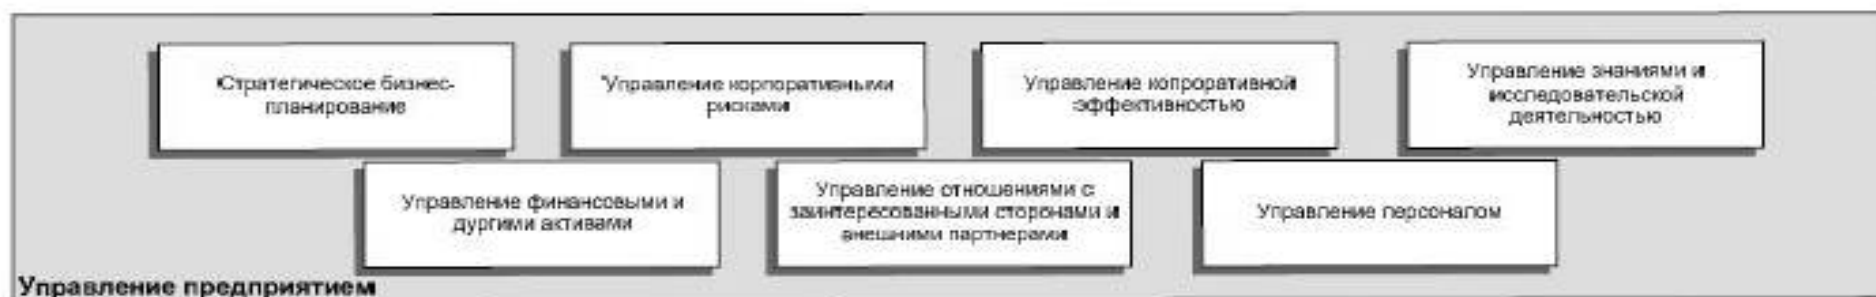 Стратегическое бизнес-
планирование
Управление корпоративными
рисками
Управление копроративной
эффективностью
Управление знаниями и
исследовательской
деятельностью
Управление финансовыми и
дургими активами
Управление отношениями с
заинтересованными сторонами и
внешними партнерами
Управление персоналом
Управление предприятием